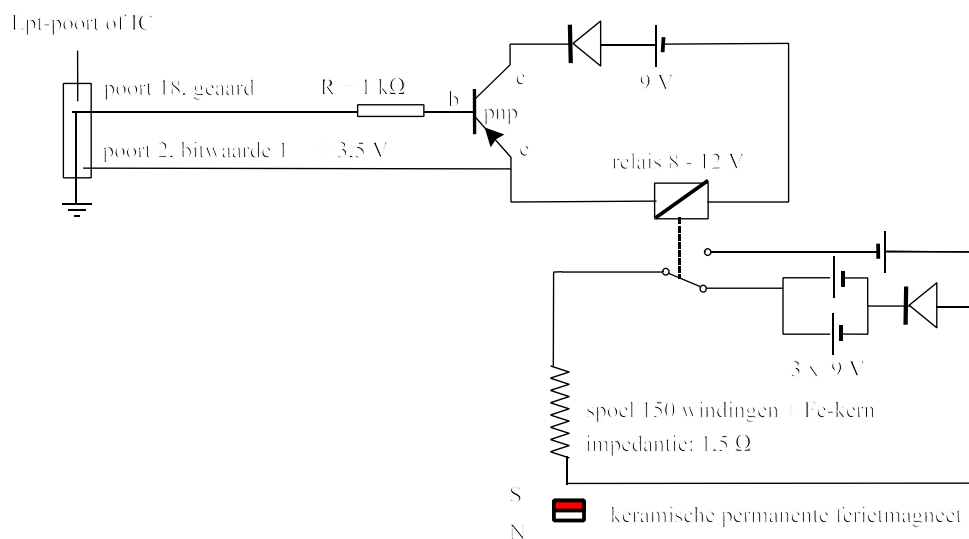 Lpt-poort of IC
poort 18, geaard
R = 1 kΩ
b
c
pnp
e
9 V
poort 2, bitwaarde 1 + 3,5 V
relais 8 - 12 V
3 x 9 V
spoel 150 windingen + Fe-kern
impedantie: 1,5 Ω
S
N
keramische permanente ferietmagneet